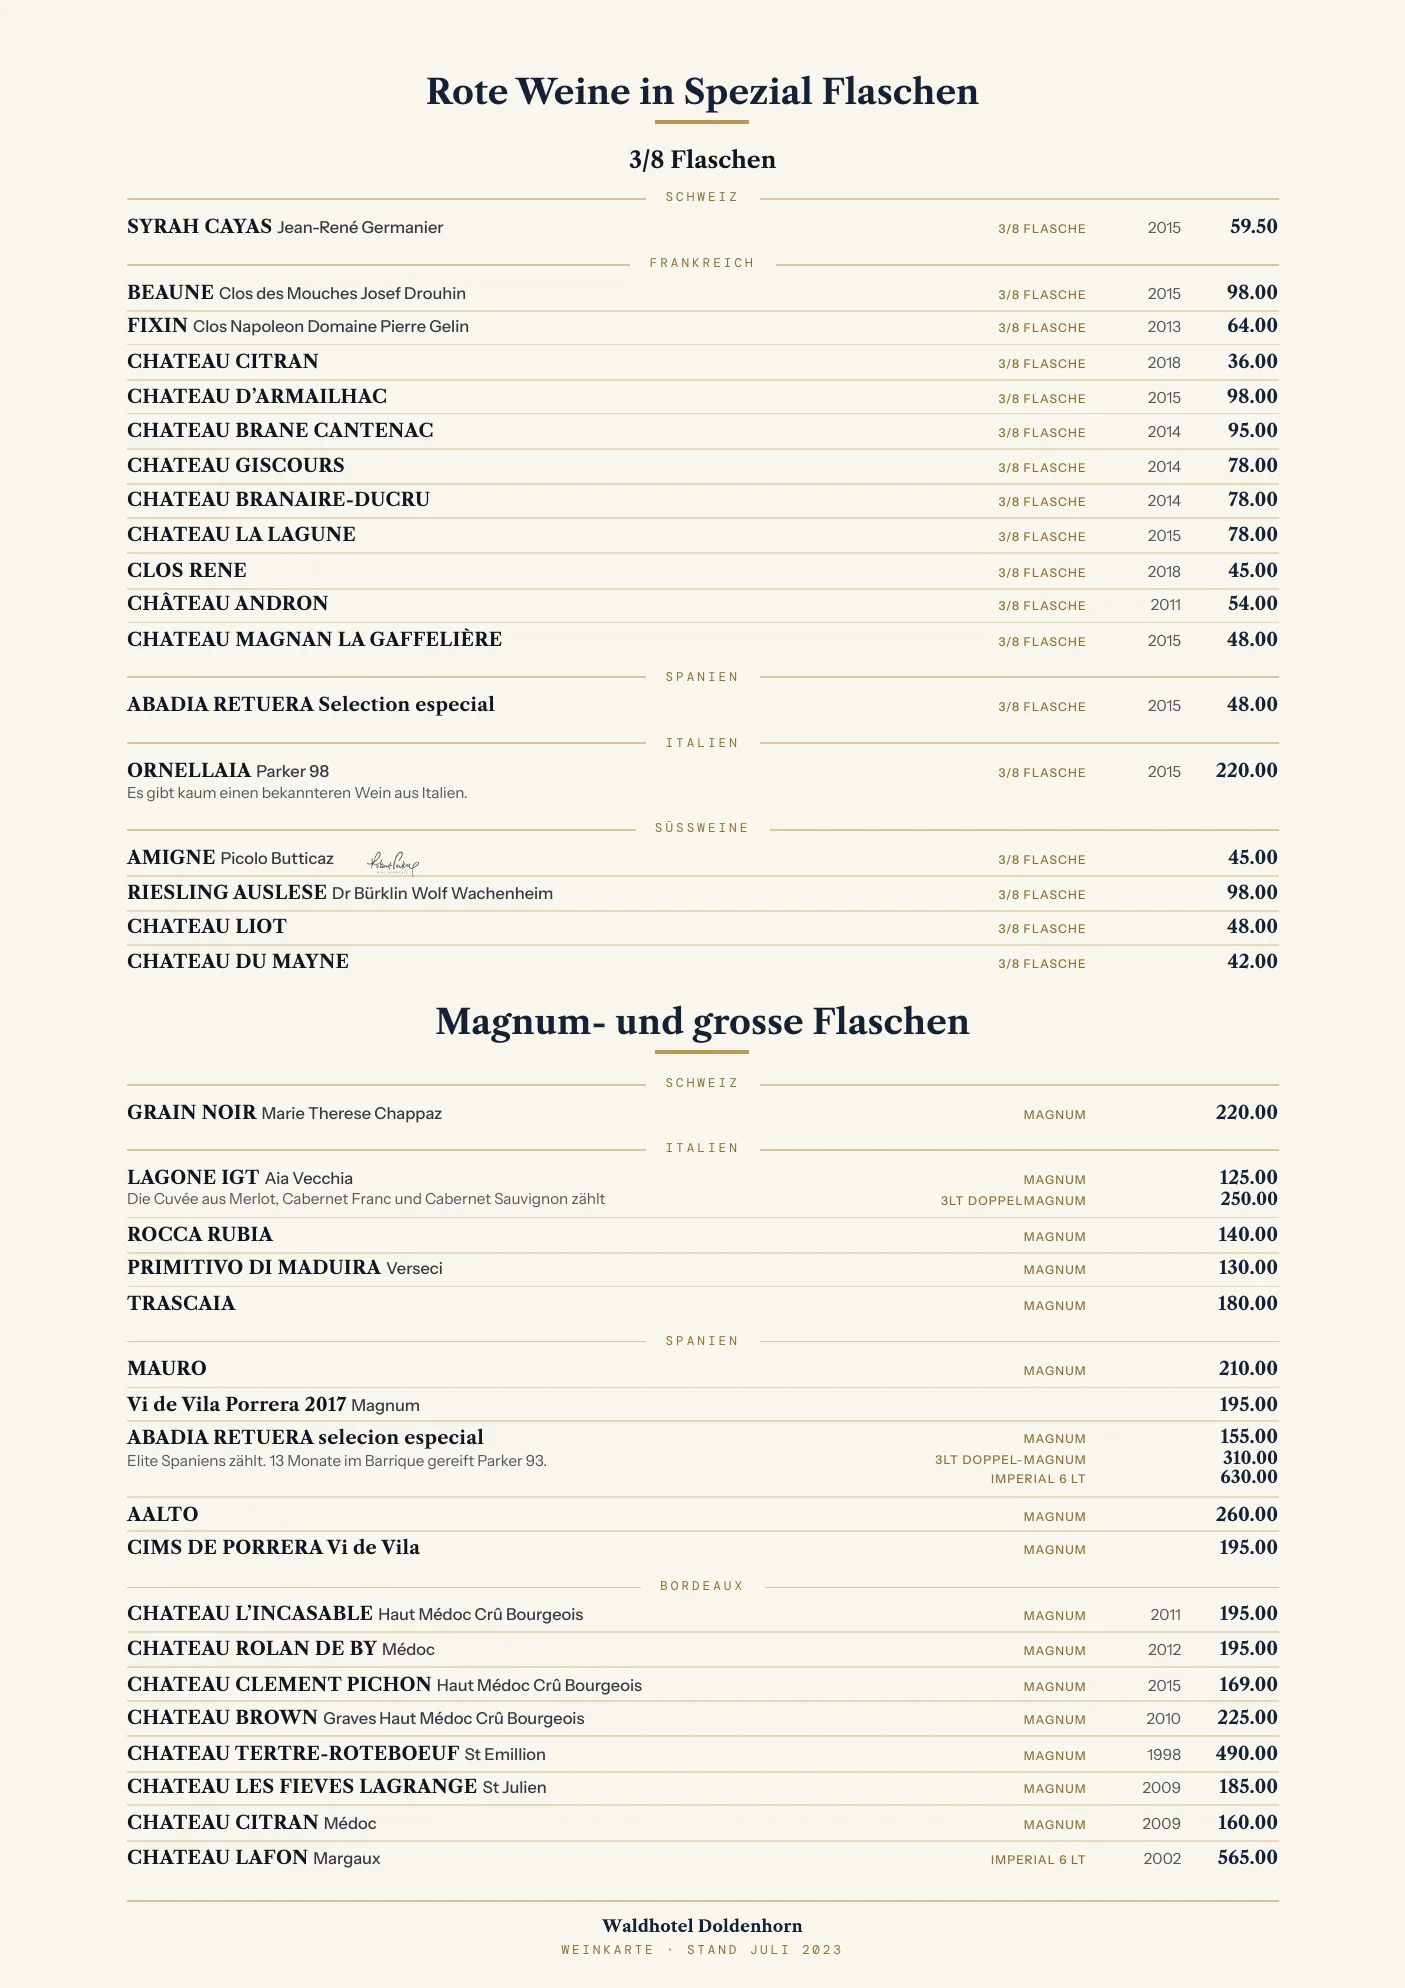 Rote Weine in Spezial Flaschen
3/8 Flaschen
SCHWEIZ
SYRAH CAYAS Jean-René Germanier 3/8 FLASCHE 2015 59.50
FRANKREICH
BEAUNE Clos des Mouches Josef Drouhin 3/8 FLASCHE 2015 98.00
FIXIN Clos Napoleon Domaine Pierre Gelin 3/8 FLASCHE 2013 64.00
CHATEAU CITRAN 3/8 FLASCHE 2018 36.00
CHATEAU D’ARMAILHAC 3/8 FLASCHE 2015 98.00
CHATEAU BRANE CANTENAC 3/8 FLASCHE 2014 95.00
CHATEAU GISCOURS 3/8 FLASCHE 2014 78.00
CHATEAU BRANAIRE-DUCRU 3/8 FLASCHE 2014 78.00
CHATEAU LA LAGUNE 3/8 FLASCHE 2015 78.00
CLOS RENE 3/8 FLASCHE 2018 45.00
CHÂTEAU ANDRON 3/8 FLASCHE 2011 54.00
CHATEAU MAGNAN LA GAFFELIÈRE 3/8 FLASCHE 2015 48.00
SPANIEN
ABADIA RETUERA Selection especial 3/8 FLASCHE 2015 48.00
ITALIEN
ORNELLAIA Parker 98 3/8 FLASCHE 2015 220.00
Es gibt kaum einen bekannteren Wein aus Italien.
SÜSSWEINE
AMIGNE Picolo Butticaz 3/8 FLASCHE 45.00
RIESLING AUSLESE Dr Bürklin Wolf Wachenheim 3/8 FLASCHE 98.00
CHATEAU LIOT 3/8 FLASCHE 48.00
CHATEAU DU MAYNE 3/8 FLASCHE 42.00
Magnum- und grosse Flaschen
SCHWEIZ
GRAIN NOIR Marie Therese Chappaz MAGNUM 220.00
ITALIEN
LAGONE IGT Aia Vecchia MAGNUM 125.00
Die Cuvée aus Merlot, Cabernet Franc und Cabernet Sauvignon zählt 3LT DOPPELMAGNUM 250.00
ROCCA RUBIA MAGNUM 140.00
PRIMITIVO DI MADUIRA Verseci MAGNUM 130.00
TRASCAIA MAGNUM 180.00
SPANIEN
MAURO MAGNUM 210.00
Vi de Vila Porrera 2017 Magnum 195.00
ABADIA RETUERA selecion especial MAGNUM 155.00
Elite Spaniens zählt. 13 Monate im Barrique gereift Parker 93. 3LT DOPPEL-MAGNUM 310.00
IMPERIAL 6 LT 630.00
AALTO MAGNUM 260.00
CIMS DE PORRERA Vi de Vila MAGNUM 195.00
BORDEAUX
CHATEAU L’INCASABLE Haut Médoc Crû Bourgeois MAGNUM 2011 195.00
CHATEAU ROLAN DE BY Médoc MAGNUM 2012 195.00
CHATEAU CLEMENT PICHON Haut Médoc Crû Bourgeois MAGNUM 2015 169.00
CHATEAU BROWN Graves Haut Médoc Crû Bourgeois MAGNUM 2010 225.00
CHATEAU TERTRE-ROTEBOEUF St Emillion MAGNUM 1998 490.00
CHATEAU LES FIEVES LAGRANGE St Julien MAGNUM 2009 185.00
CHATEAU CITRAN Médoc MAGNUM 2009 160.00
CHATEAU LAFON Margaux IMPERIAL 6 LT 2002 565.00
Waldhotel Doldenhorn
WEINKARTE · STAND JULI 2023